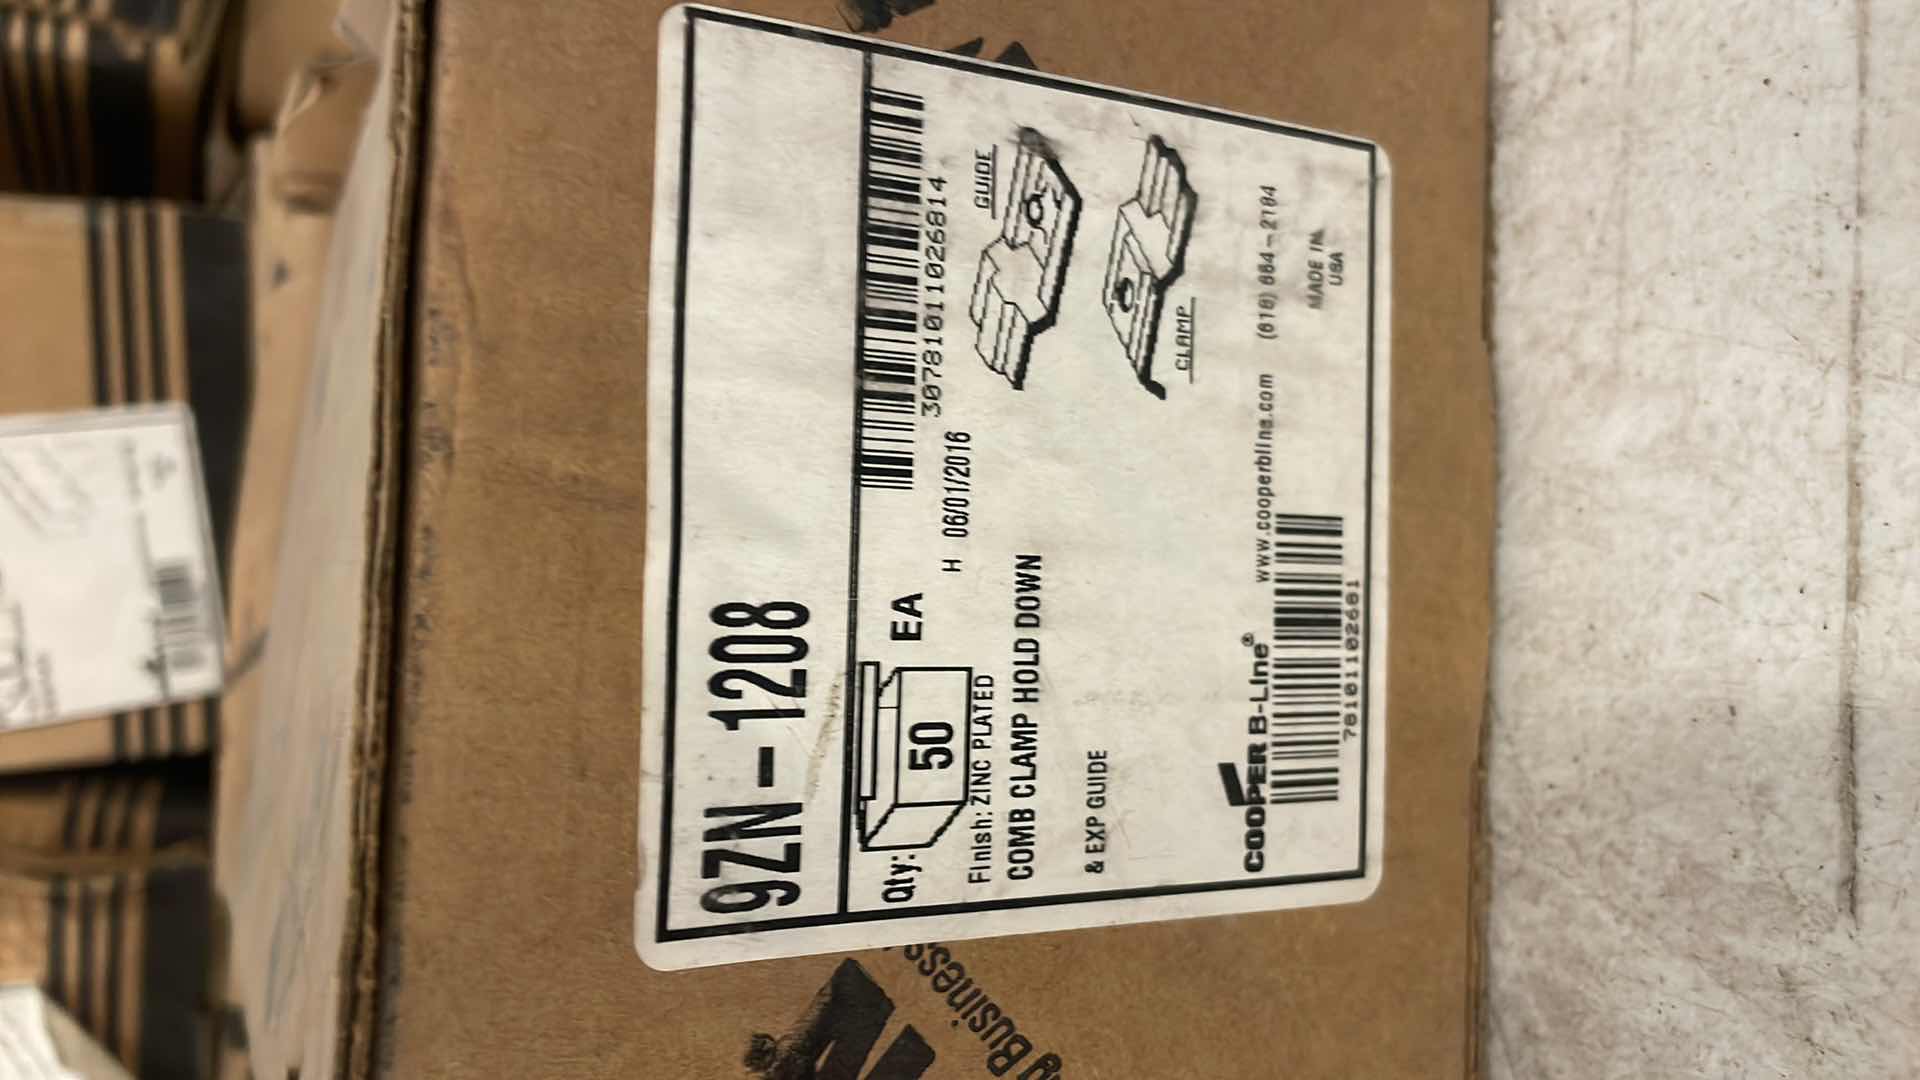 9ZN-1208
Qty: 50 EA
30781011026814
H 06/01/2016
Finish: ZINC PLATED
COMB CLAMP HOLD DOWN
& EXP GUIDE
GUIDE
CLAMP
COOPER B-Line®
www.cooperbline.com (618) 654-2184
78101102681
MADE IN
USA
Business